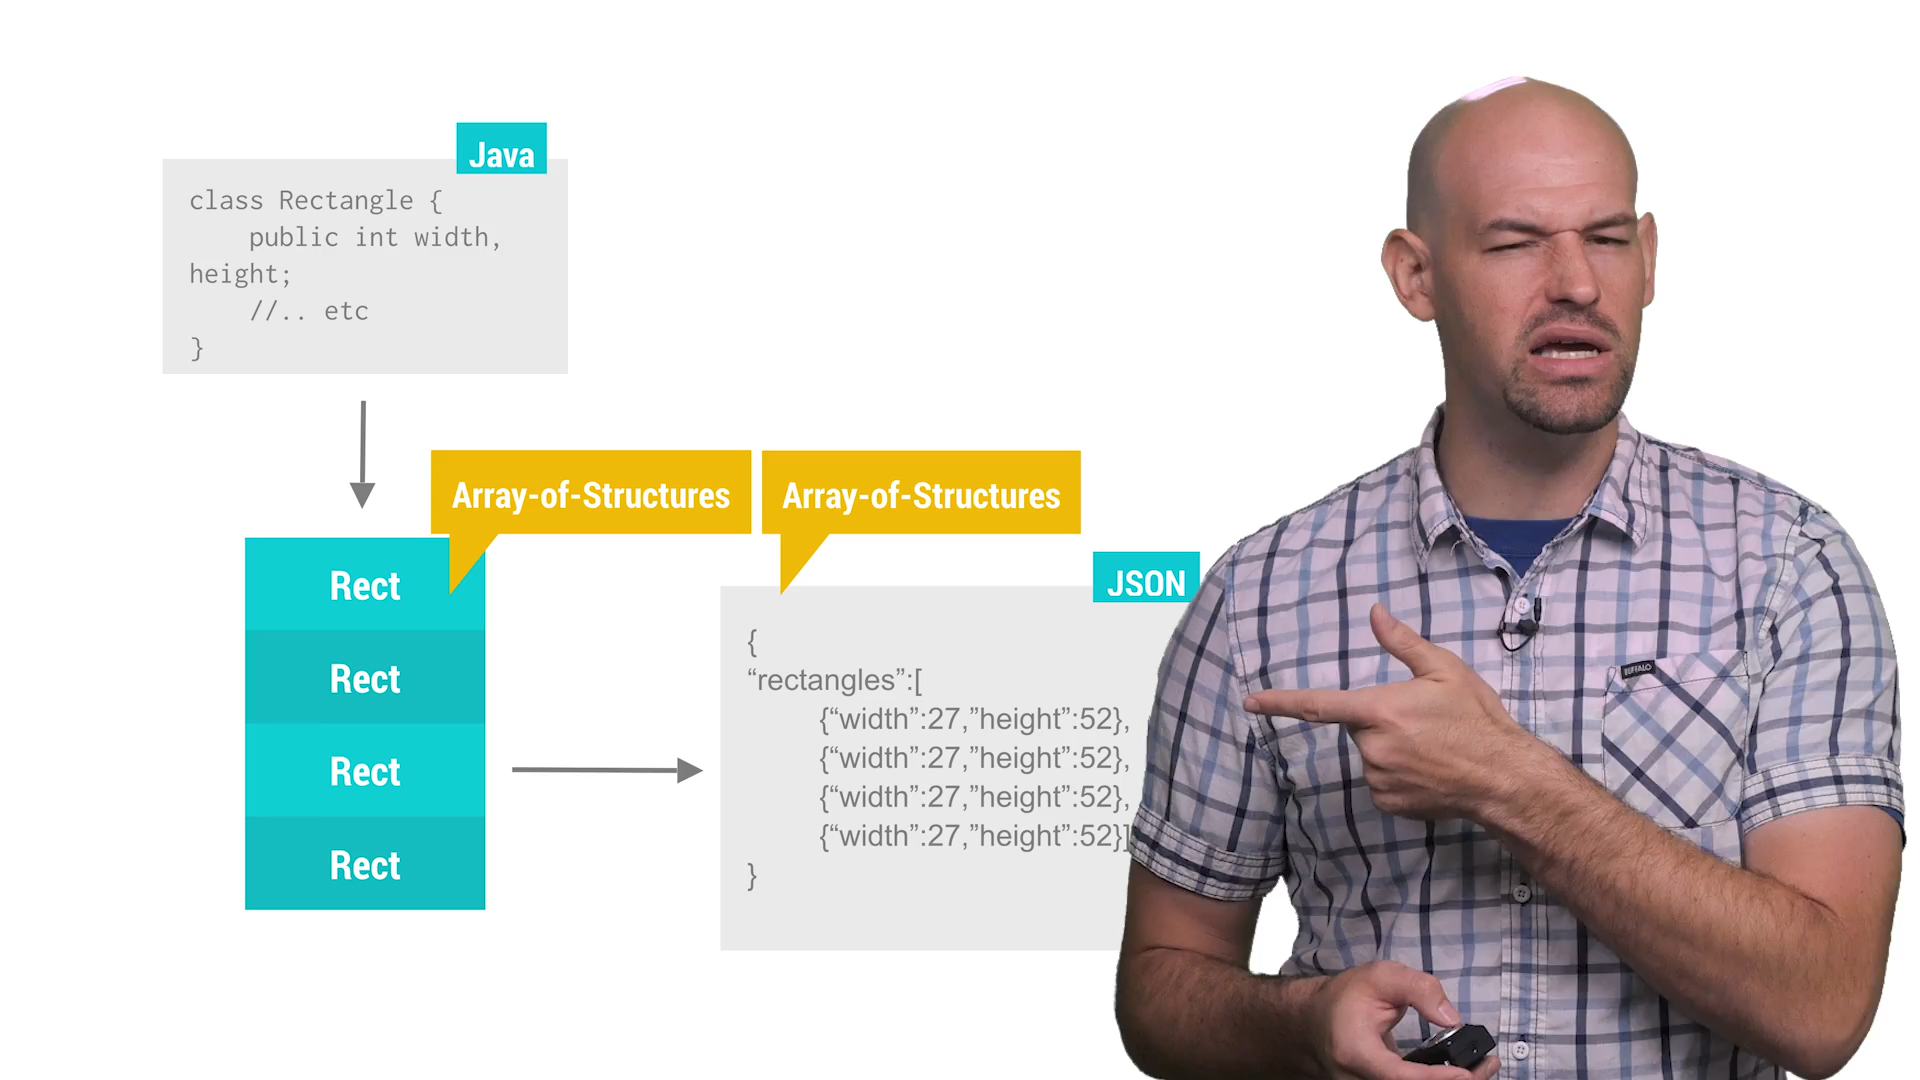 Java
class Rectangle {
public int width,
height;
//.. etc
}
Array-of-Structures
Array-of-Structures
Rect
Rect
Rect
Rect
JSON
{
“rectangles”:[
{“width”:27,”height”:52},
{“width”:27,”height”:52},
{“width”:27,”height”:52},
{“width”:27,”height”:52}]
}
BUFFALO